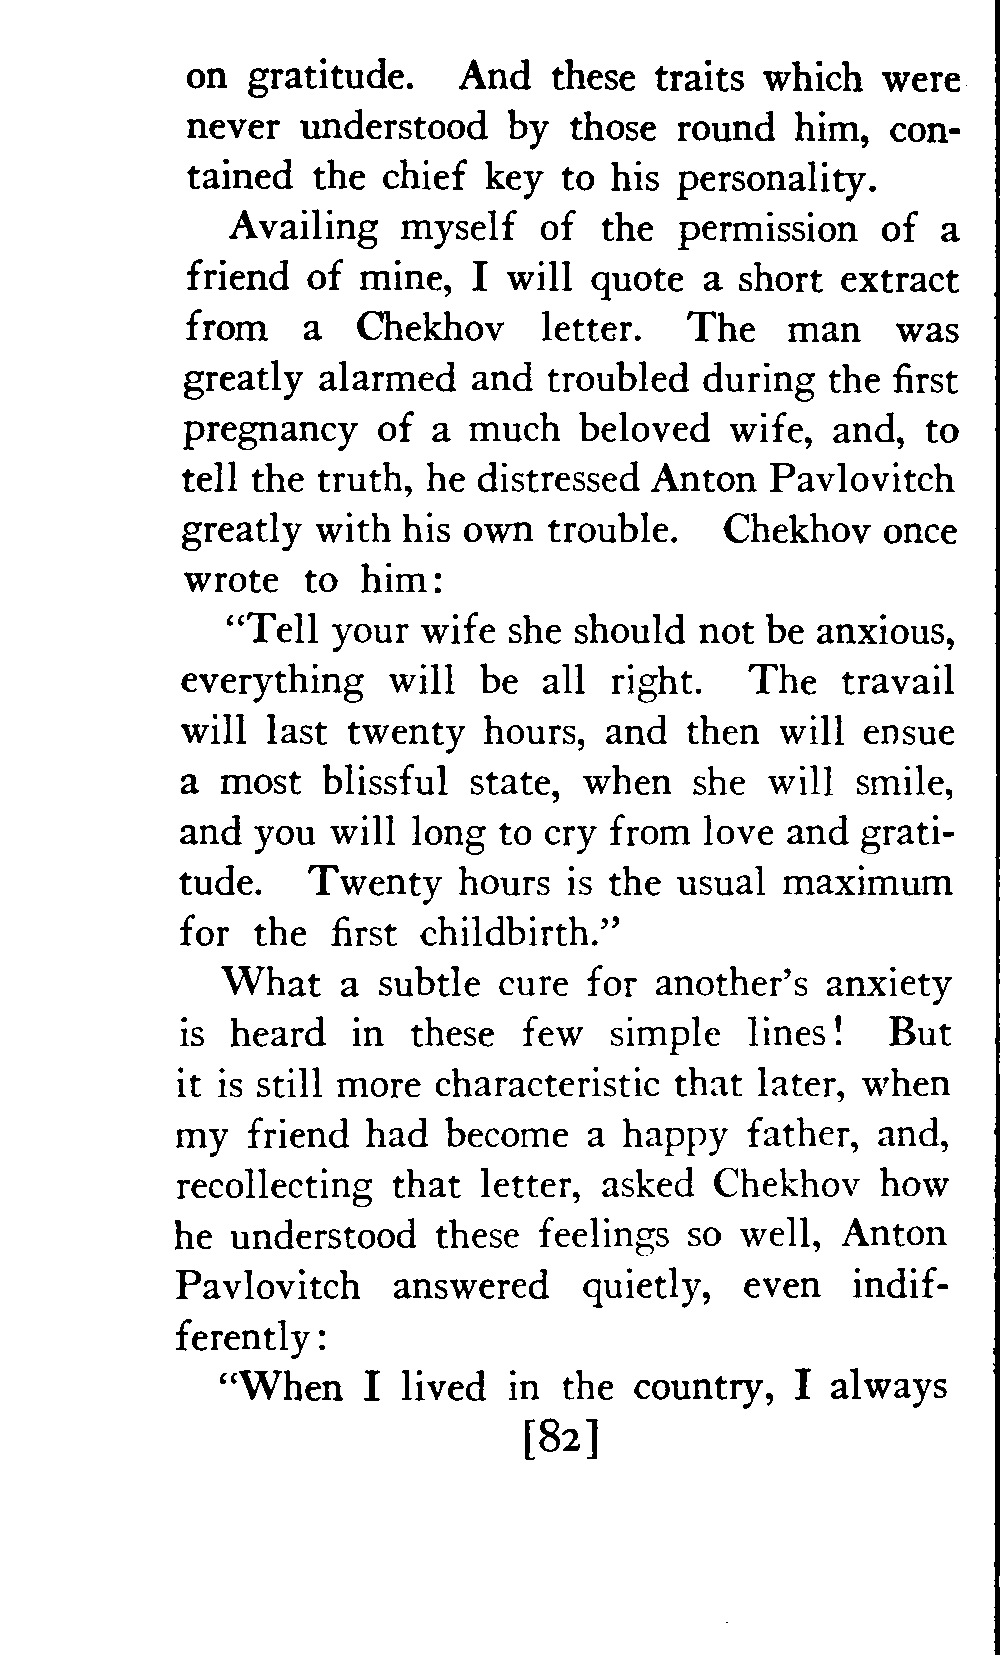 on gratitude. And these traits which were
never understood by those round him, con-
tained the chief key to his personality.
Availing myself of the permission of a
friend of mine, I will quote a short extract
from a Chekhov letter. The man was
greatly alarmed and troubled during the first
pregnancy of a much beloved wife, and, to
tell the truth, he distressed Anton Pavlovitch
greatly with his own trouble. Chekhov once
wrote to him:
“Tell your wife she should not be anxious,
everything will be all right. The travail
will last twenty hours, and then will ensue
a most blissful state, when she will smile,
and you will long to cry from love and grati-
tude. Twenty hours is the usual maximum
for the first childbirth.”
What a subtle cure for another’s anxiety
is heard in these few simple lines! But
it is still more characteristic that later, when
my friend had become a happy father, and,
recollecting that letter, asked Chekhov how
he understood these feelings so well, Anton
Pavlovitch answered quietly, even indif-
ferently:
“When I lived in the country, I always
[82]